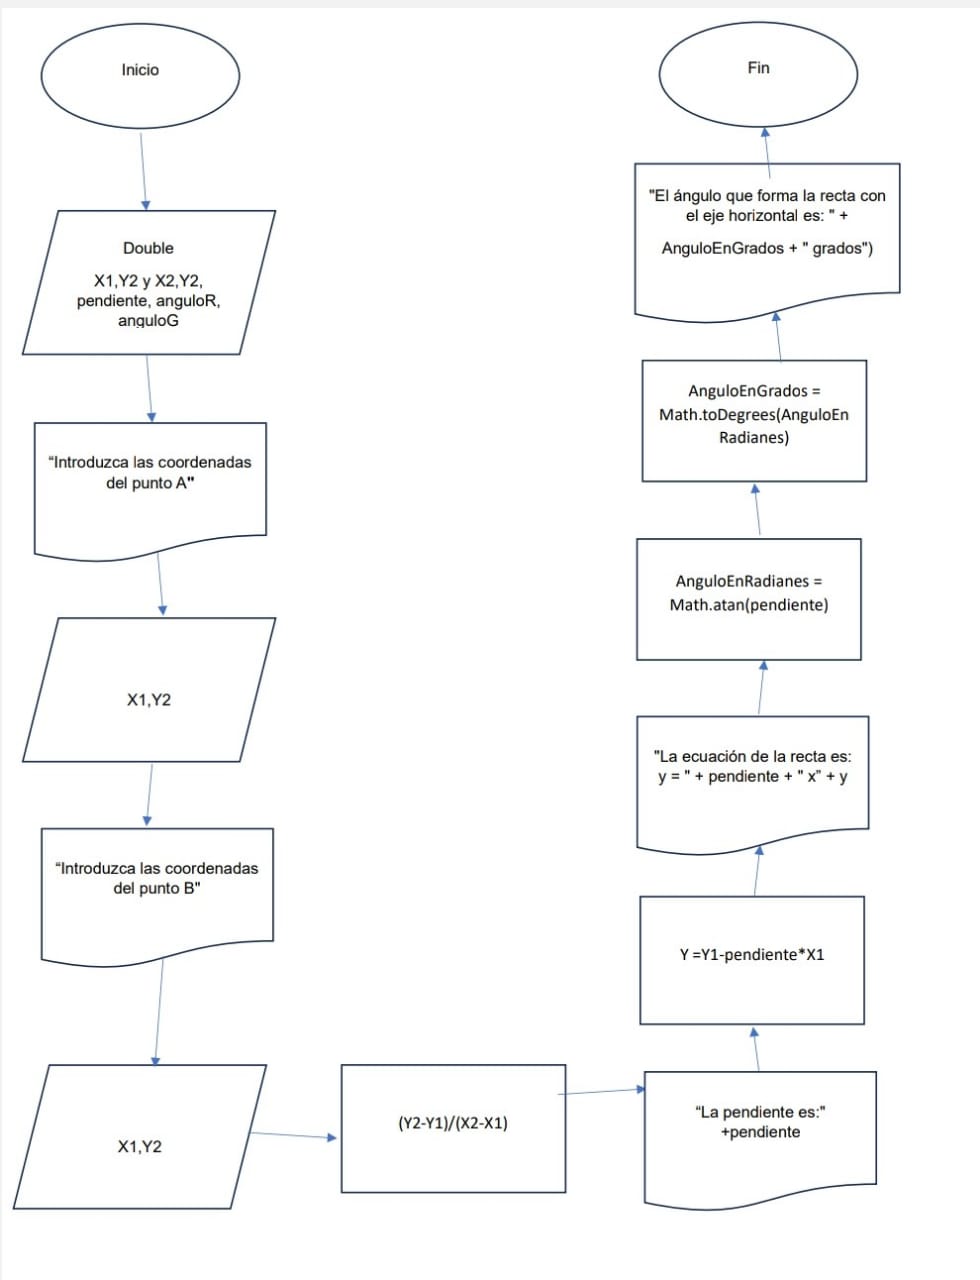 Inicio
Double
X1,Y2 y X2,Y2,
pendiente, anguloR,
anguloG
“Introduzca las coordenadas
del punto A"
X1,Y2
“Introduzca las coordenadas
del punto B"
X1,Y2
(Y2-Y1)/(X2-X1)
“La pendiente es:"
+pendiente
Y =Y1-pendiente*X1
"La ecuación de la recta es:
y = " + pendiente + " x” + y
AnguloEnRadianes =
Math.atan(pendiente)
AnguloEnGrados =
Math.toDegrees(AnguloEn
Radianes)
"El ángulo que forma la recta con
el eje horizontal es: " +
AnguloEnGrados + " grados")
Fin